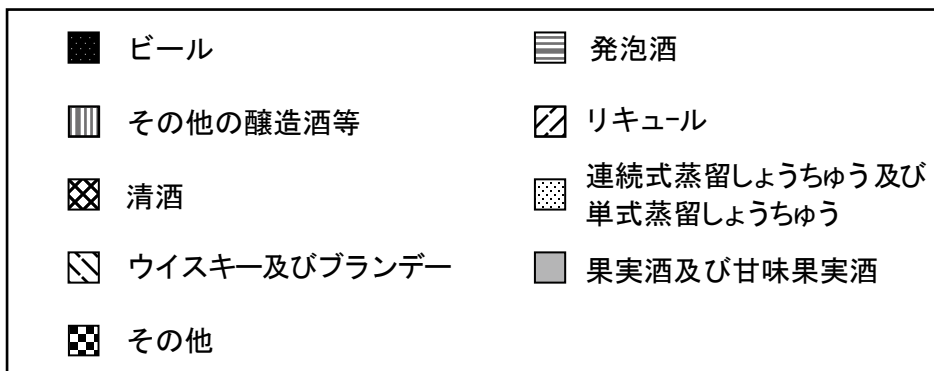 ビール
発泡酒
その他の醸造酒等
リキュール
清酒
連続式蒸留しょうちゅう及び
単式蒸留しょうちゅう
ウイスキー及びブランデー
果実酒及び甘味果実酒
その他